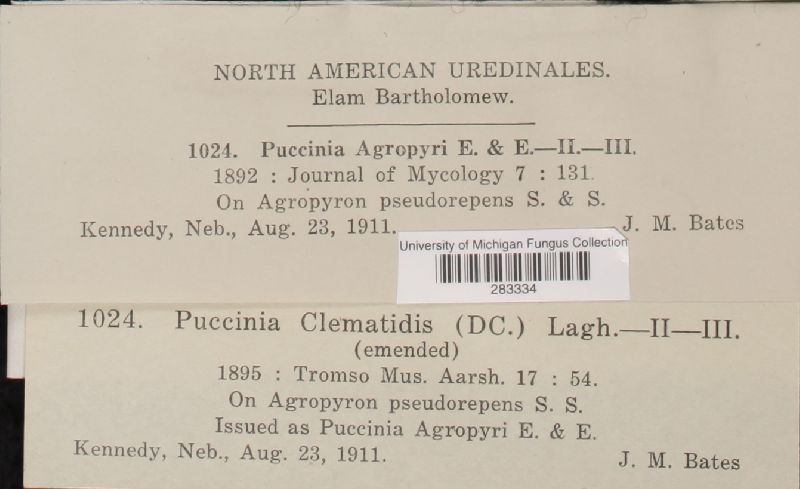 NORTH AMERICAN UREDINALES.
Elam Bartholomew.
1024. Puccinia Agropyri E. & E.—II.—III.
1892 : Journal of Mycology 7 : 131.
On Agropyron pseudorepens S. & S.
Kennedy, Neb., Aug. 23, 1911. J. M. Bates
University of Michigan Fungus Collection
283334
1024. Puccinia Clematidis (DC.) Lagh.—II—III.
(emended)
1895 : Tromso Mus. Aarsh. 17 : 54.
On Agropyron pseudorepens S. S.
Issued as Puccinia Agropyri E. & E.
Kennedy, Neb., Aug. 23, 1911. J. M. Bates